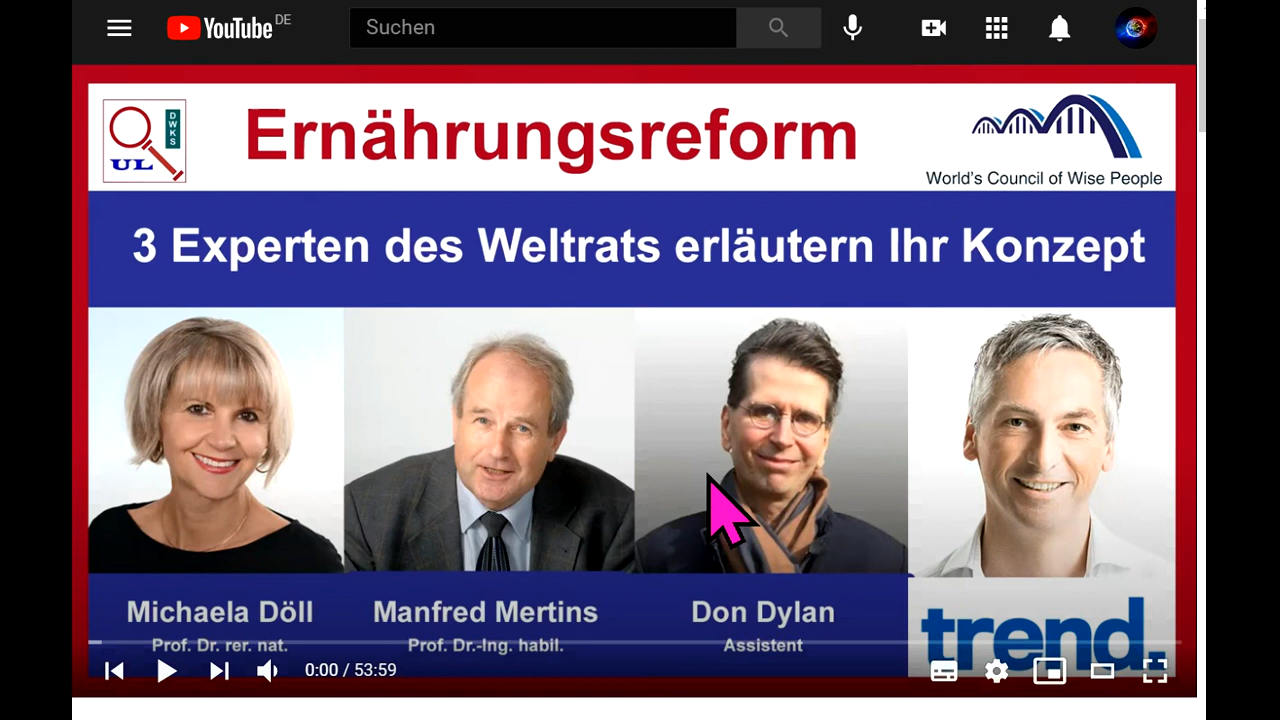 YouTube DE
Suchen
DWKS
UL
Ernährungsreform
World's Council of Wise People
3 Experten des Weltrats erläutern Ihr Konzept
Michaela Döll
Prof. Dr. rer. nat.
Manfred Mertins
Prof. Dr.-Ing. habil.
Don Dylan
Assistent
trend.
0:00 / 53:59